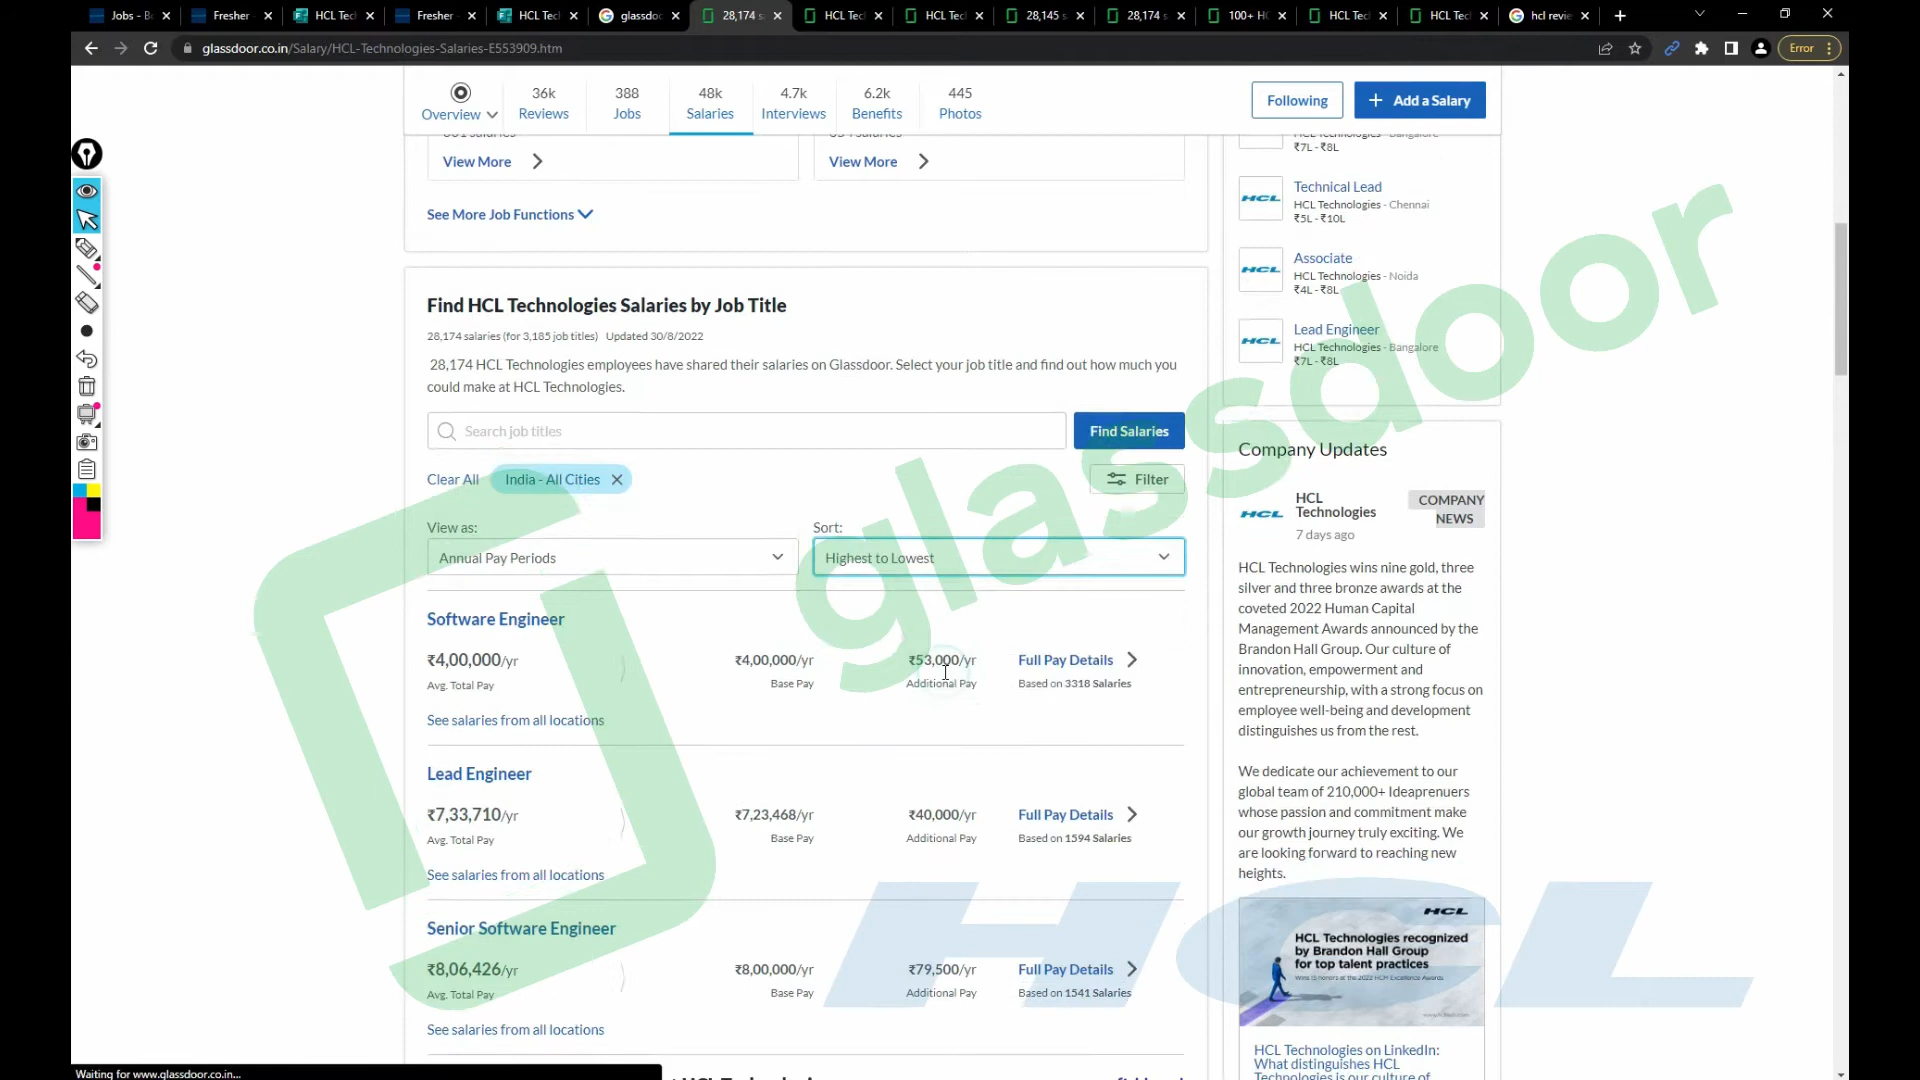 Jobs - B
Fresher -
HCL Tec
Fresher -
HCL Tec
glassdoo
28,174 s
HCL Tec
HCL Tec
28,145 s
28,174 s
100+ HC
HCL Tec
HCL Tec
hcl revie
glassdoor.co.in/Salary/HCL-Technologies-Salaries-E553909.htm
Error
Overview
36k
Reviews
388
Jobs
48k
Salaries
4.7k
Interviews
6.2k
Benefits
445
Photos
Following
+ Add a Salary
View More
View More
See More Job Functions
Find HCL Technologies Salaries by Job Title
28,174 salaries (for 3,185 job titles) Updated 30/8/2022
28,174 HCL Technologies employees have shared their salaries on Glassdoor. Select your job title and find out how much you
could make at HCL Technologies.
Search job titles
Find Salaries
Clear All
India - All Cities
Filter
View as:
Annual Pay Periods
Sort:
Highest to Lowest
Software Engineer
₹4,00,000/yr
Avg. Total Pay
₹4,00,000/yr
Base Pay
₹53,000/yr
Additional Pay
Full Pay Details
Based on 3318 Salaries
See salaries from all locations
Lead Engineer
₹7,33,710/yr
Avg. Total Pay
₹7,23,468/yr
Base Pay
₹40,000/yr
Additional Pay
Full Pay Details
Based on 1594 Salaries
See salaries from all locations
Senior Software Engineer
₹8,06,426/yr
Avg. Total Pay
₹8,00,000/yr
Base Pay
₹79,500/yr
Additional Pay
Full Pay Details
Based on 1541 Salaries
See salaries from all locations
HCL Technologies - Bangalore
₹7L - ₹8L
HCL
Technical Lead
HCL Technologies - Chennai
₹5L - ₹10L
HCL
Associate
HCL Technologies - Noida
₹4L - ₹8L
HCL
Lead Engineer
HCL Technologies - Bangalore
₹7L - ₹8L
Company Updates
HCL
HCL
Technologies
7 days ago
COMPANY
NEWS
HCL Technologies wins nine gold, three
silver and three bronze awards at the
coveted 2022 Human Capital
Management Awards announced by the
Brandon Hall Group. Our culture of
innovation, empowerment and
entrepreneurship, with a strong focus on
employee well-being and development
distinguishes us from the rest.
We dedicate our achievement to our
global team of 210,000+ Ideaprenuers
whose passion and commitment make
our growth journey truly exciting. We
are looking forward to reaching new
heights.
HCL
HCL Technologies recognized
by Brandon Hall Group
for top talent practices
HCL Technologies on LinkedIn:
What distinguishes HCL
Technologies is our culture of
glassdoor
HCL
Waiting for www.glassdoor.co.in...